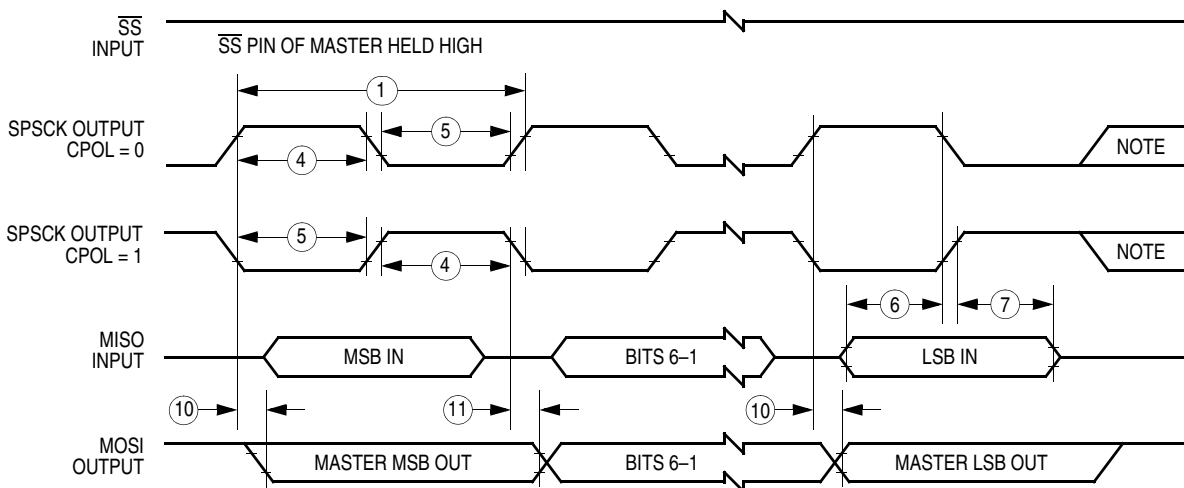 S̅S̅
INPUT
S̅S̅ PIN OF MASTER HELD HIGH
1
SPSCK OUTPUT
CPOL = 0
5
4
NOTE
SPSCK OUTPUT
CPOL = 1
5
4
NOTE
6
7
MISO
INPUT
MSB IN
BITS 6–1
LSB IN
10
11
10
MOSI
OUTPUT
MASTER MSB OUT
BITS 6–1
MASTER LSB OUT